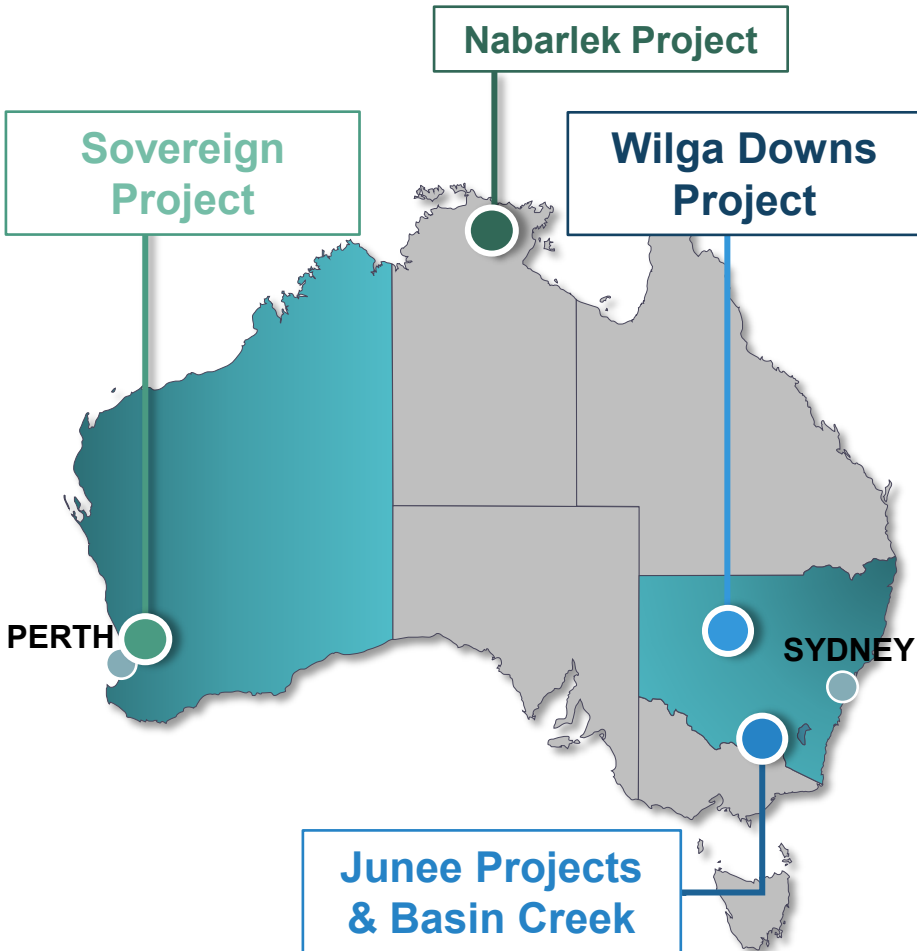 Nabarlek Project
Sovereign
Project
Wilga Downs
Project
PERTH
SYDNEY
Junee Projects
& Basin Creek